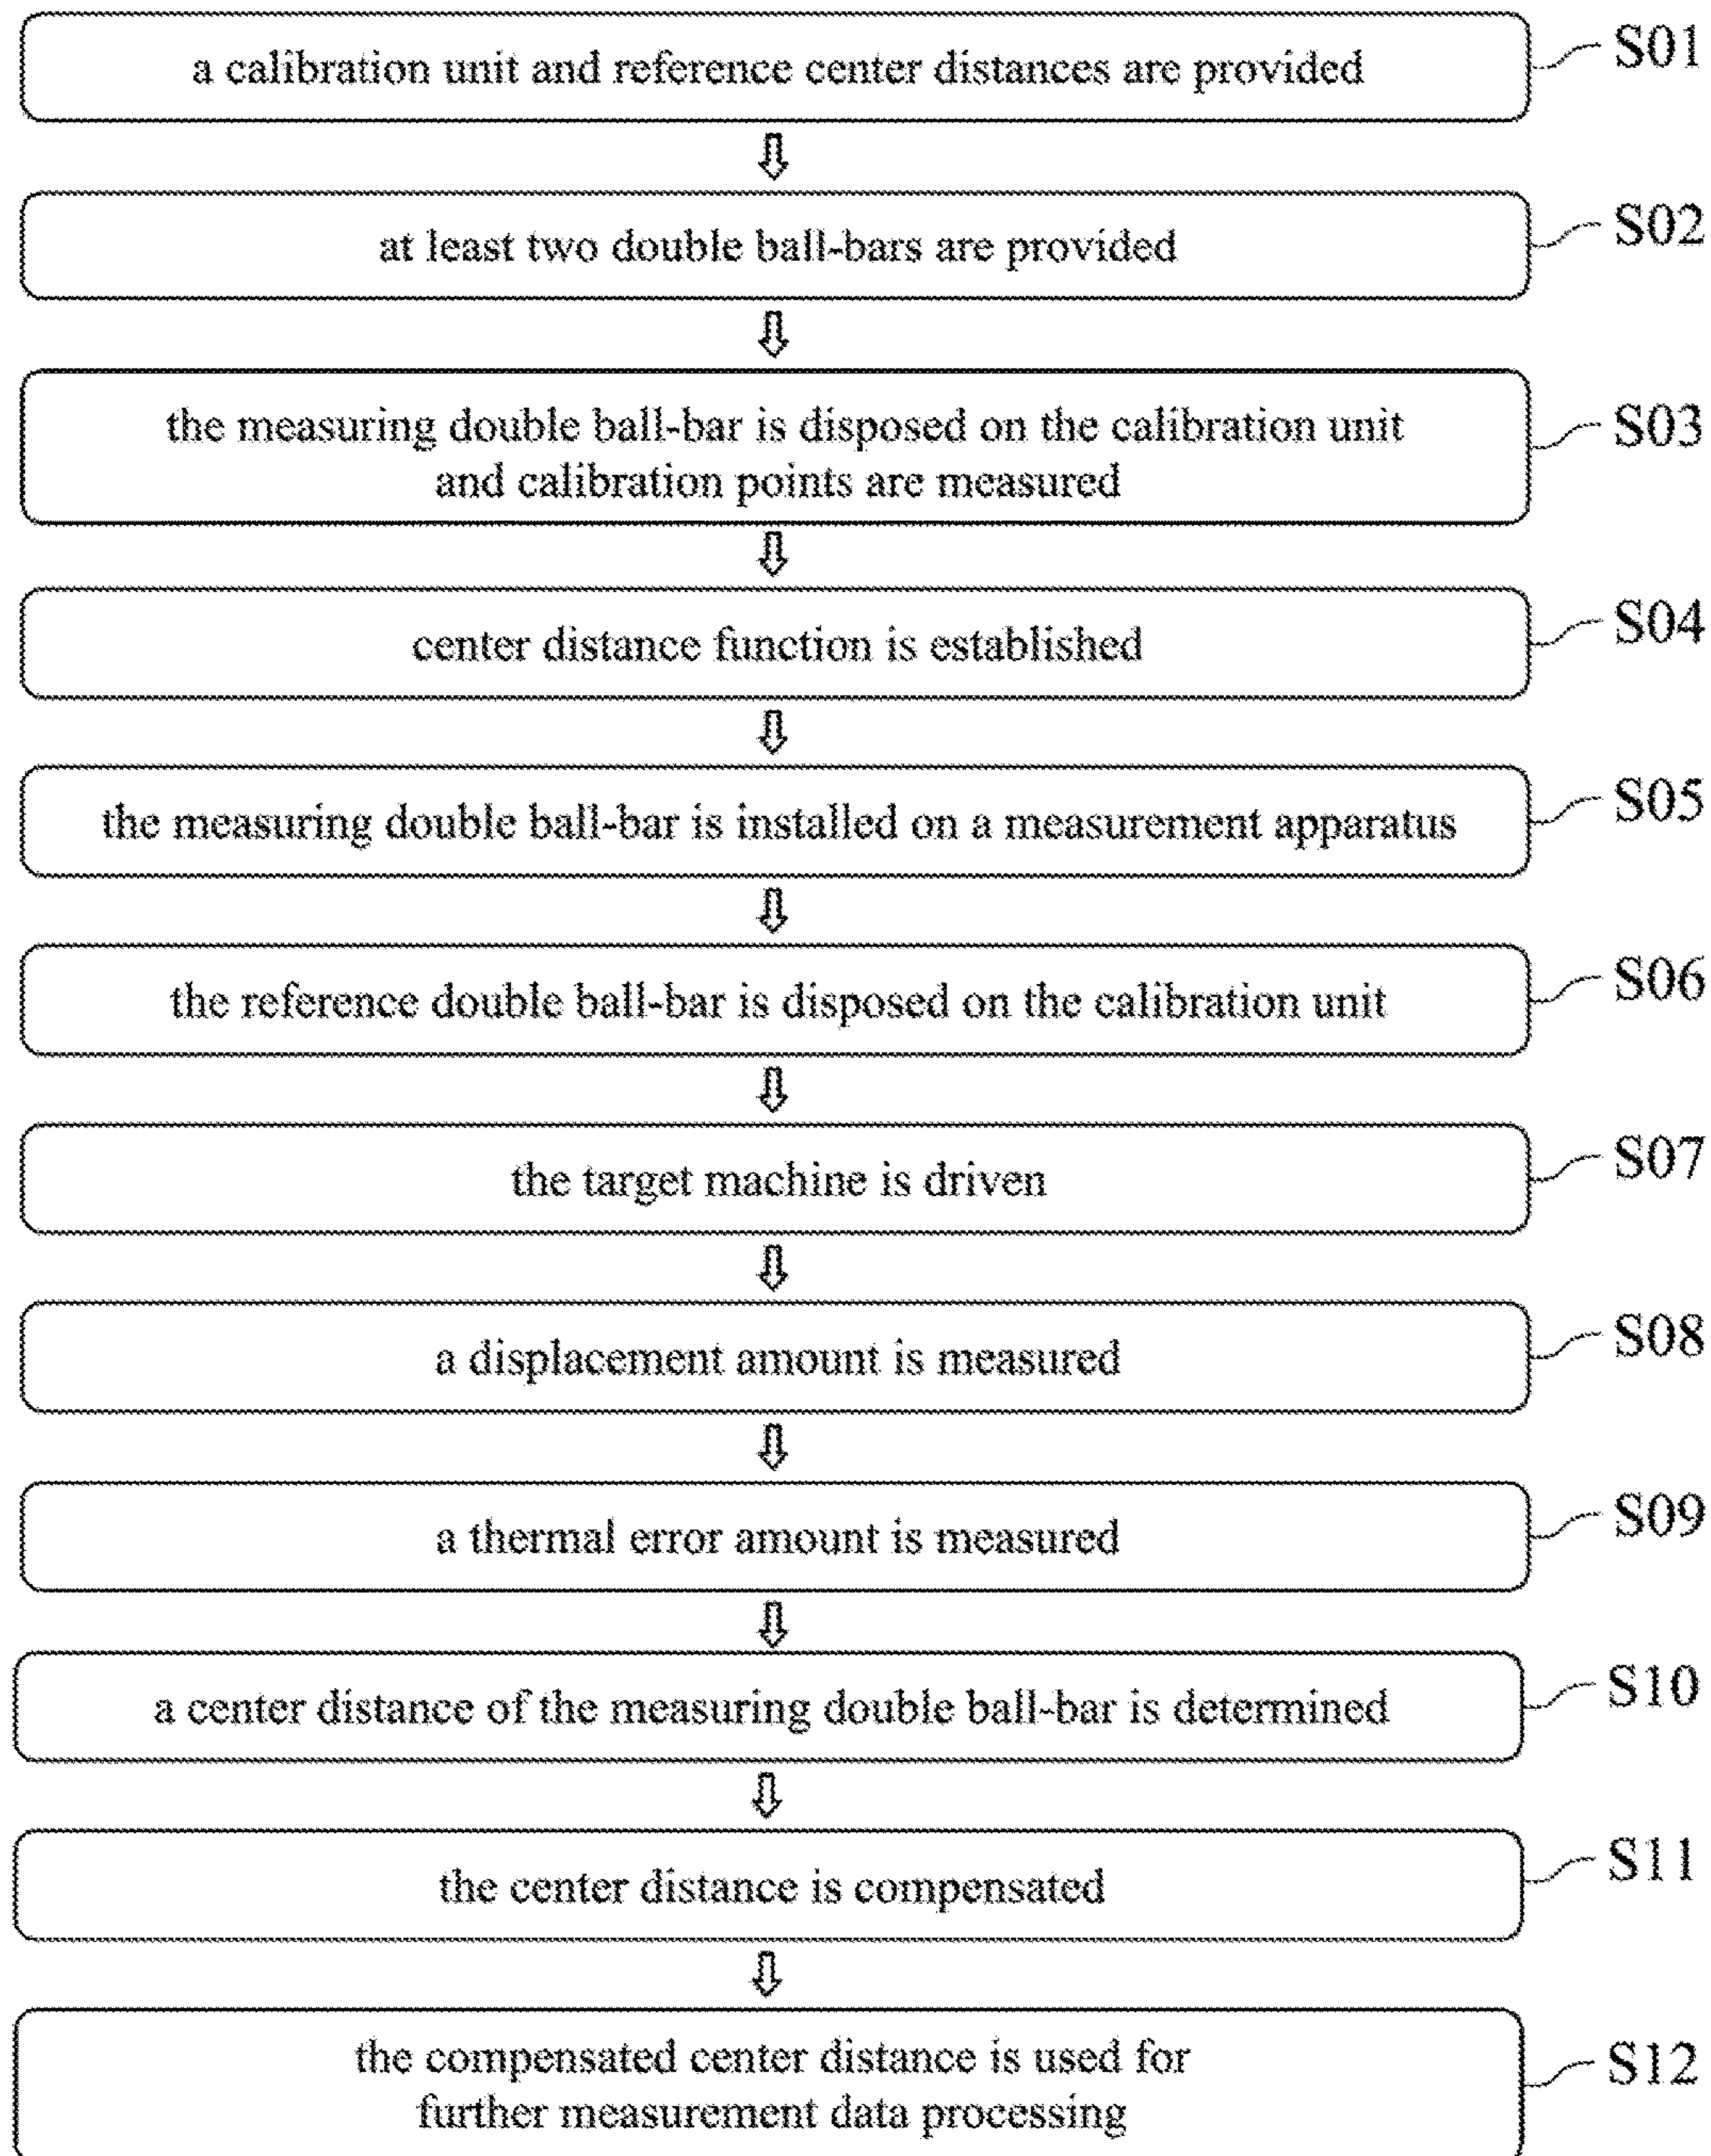 a calibration unit and reference center distances are provided
S01
at least two double ball-bars are provided
S02
the measuring double ball-bar is disposed on the calibration unit
and calibration points are measured
S03
center distance function is established
S04
the measuring double ball-bar is installed on a measurement apparatus
S05
the reference double ball-bar is disposed on the calibration unit
S06
the target machine is driven
S07
a displacement amount is measured
S08
a thermal error amount is measured
S09
a center distance of the measuring double ball-bar is determined
S10
the center distance is compensated
S11
the compensated center distance is used for
further measurement data processing
S12